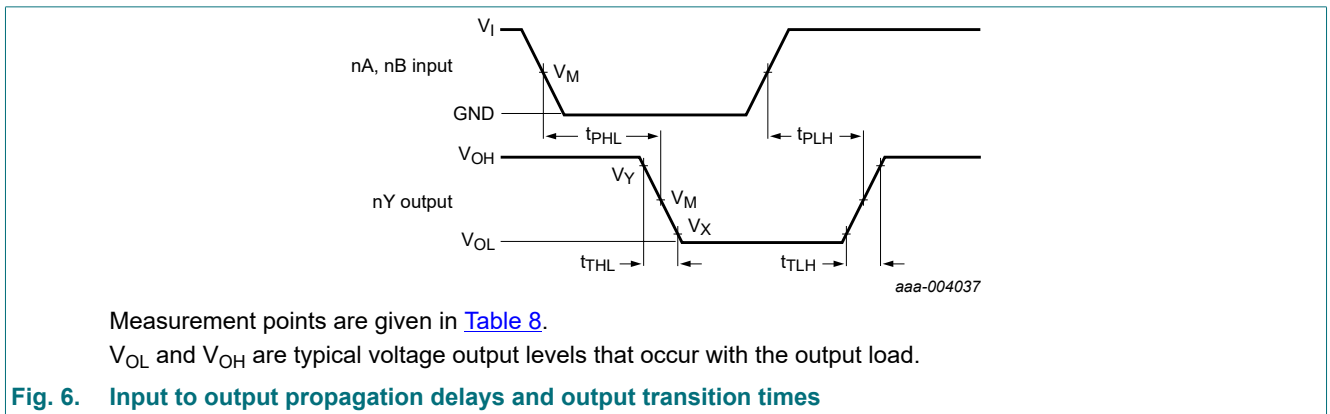 VI
nA, nB input
VM
GND
tPHL
tPLH
VOH
VY
nY output
VM
VX
VOL
tTHL
tTLH
aaa-004037
Measurement points are given in Table 8.
VOL and VOH are typical voltage output levels that occur with the output load.
Fig. 6. Input to output propagation delays and output transition times